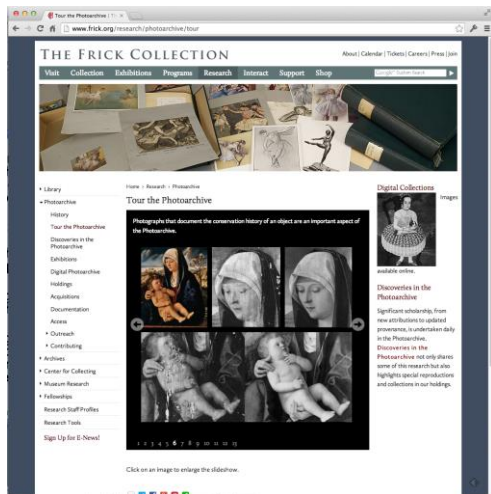 Tour the Photoarchive | Th
www.frick.org/research/photoarchive/tour
THE FRICK COLLECTION
About | Calendar | Tickets | Careers | Press | Join
Visit Collection Exhibitions Programs Research Interact Support Shop
Home > Research > Photoarchive
Library
Photoarchive
History
Tour the Photoarchive
Discoveries in the
Photoarchive
Exhibitions
Digital Photoarchive
Holdings
Acquisitions
Documentation
Access
Outreach
Contributing
Archives
Center for Collecting
Museum Research
Fellowships
Research Staff Profiles
Research Tools
Sign Up for E-News!
Tour the Photoarchive
Photographs that document the conservation history of an object are an important aspect of
the Photoarchive.
1 2 3 4 5 6 7 8 9 10 11 12 13
Click on an image to enlarge the slideshow.
Digital Collections
Images
available online.
Discoveries in the
Photoarchive
Significant scholarship, from
new attributions to updated
provenance, is undertaken daily
in the Photoarchive.
Discoveries in the
Photoarchive not only shares
some of this research but also
highlights special reproductions
and collections in our holdings.